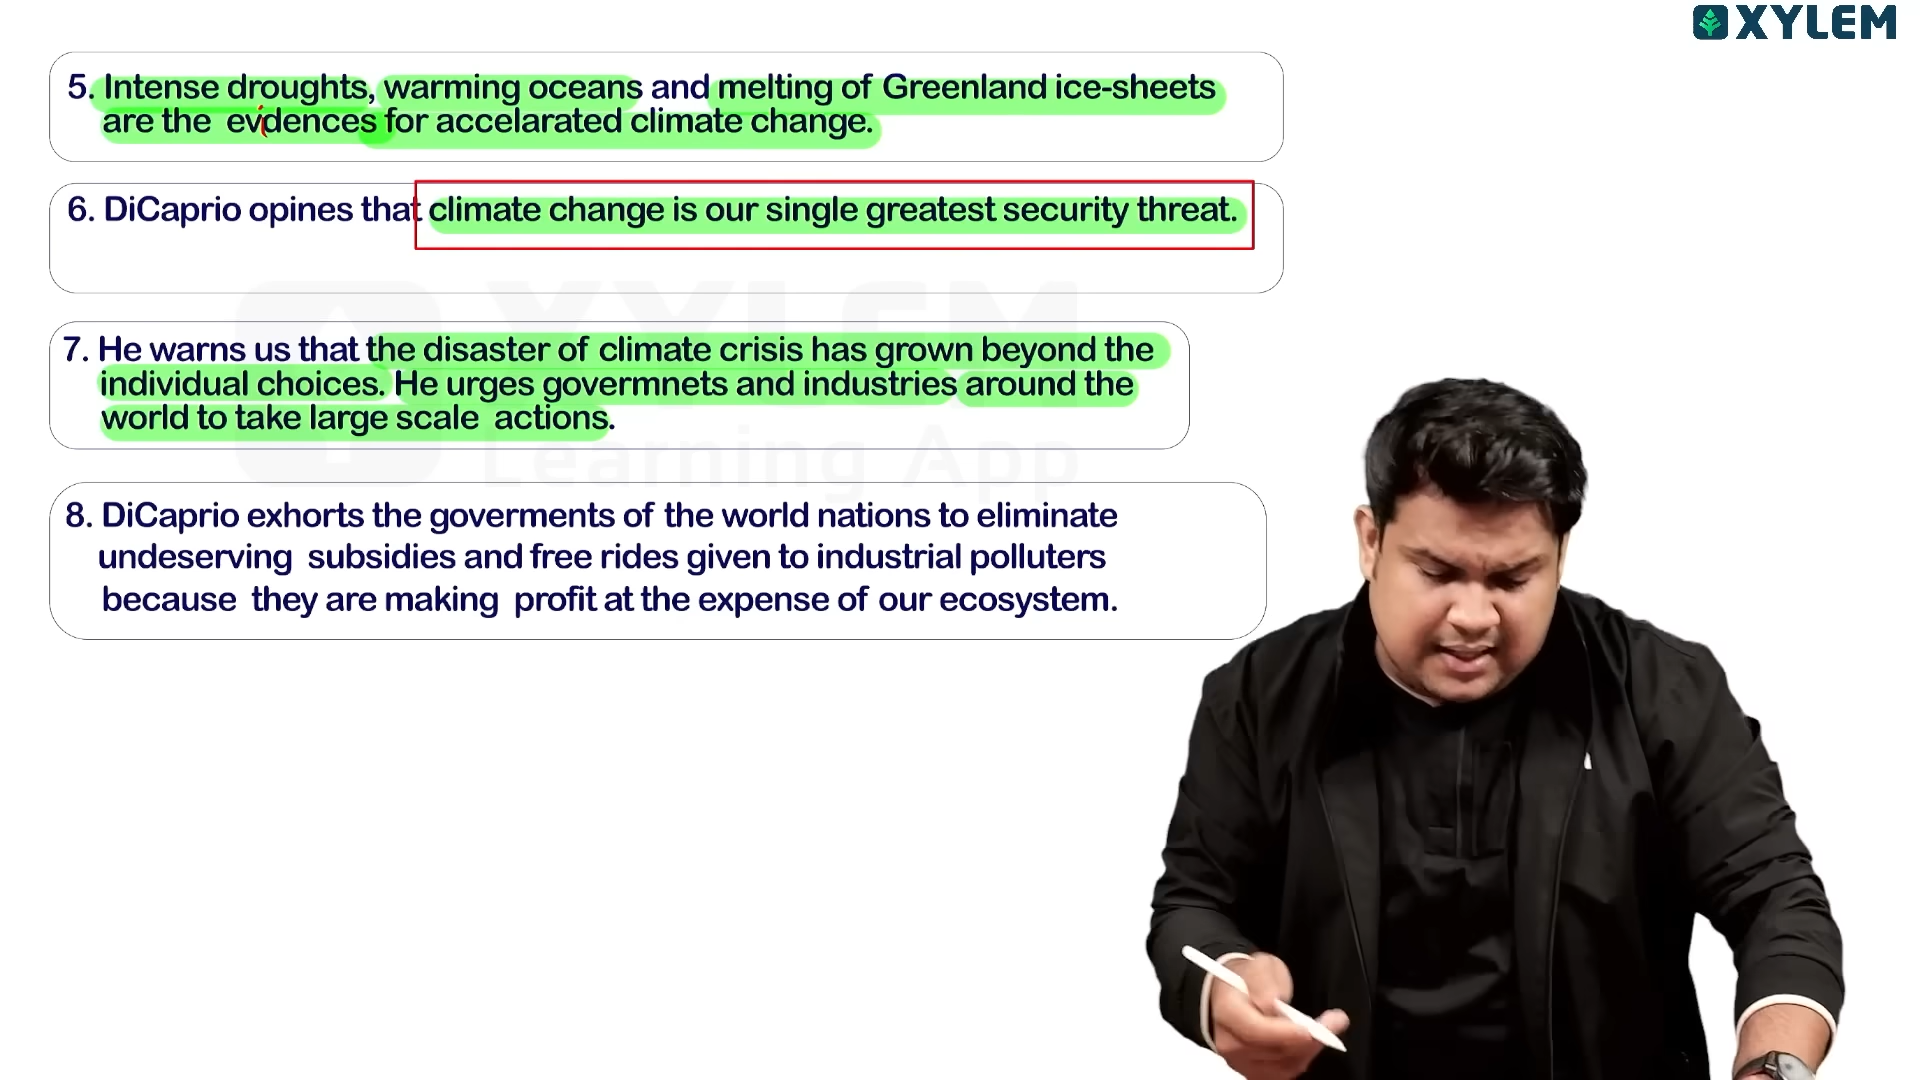 XYLEM
5. Intense droughts, warming oceans and melting of Greenland ice-sheets
are the evidences for accelarated climate change.
6. DiCaprio opines that climate change is our single greatest security threat.
7. He warns us that the disaster of climate crisis has grown beyond the
individual choices. He urges govermnets and industries around the
world to take large scale actions.
XYLEM
Learning App
8. DiCaprio exhorts the goverments of the world nations to eliminate
undeserving subsidies and free rides given to industrial polluters
because they are making profit at the expense of our ecosystem.